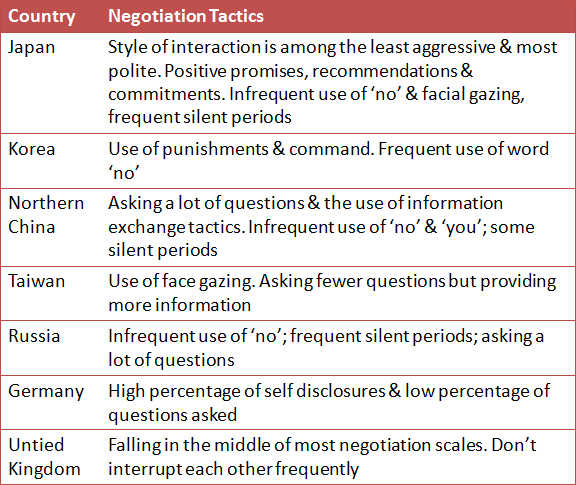 Country Negotiation Tactics
Japan Style of interaction is among the least aggressive & most
polite. Positive promises, recommendations &
commitments. Infrequent use of ‘no’ & facial gazing,
frequent silent periods
Korea Use of punishments & command. Frequent use of word
‘no’
Northern Asking a lot of questions & the use of information
China exchange tactics. Infrequent use of ‘no’ & ‘you’; some
silent periods
Taiwan Use of face gazing. Asking fewer questions but providing
more information
Russia Infrequent use of ‘no’; frequent silent periods; asking a
lot of questions
Germany High percentage of self disclosures & low percentage of
questions asked
Untied Falling in the middle of most negotiation scales. Don’t
Kingdom interrupt each other frequently